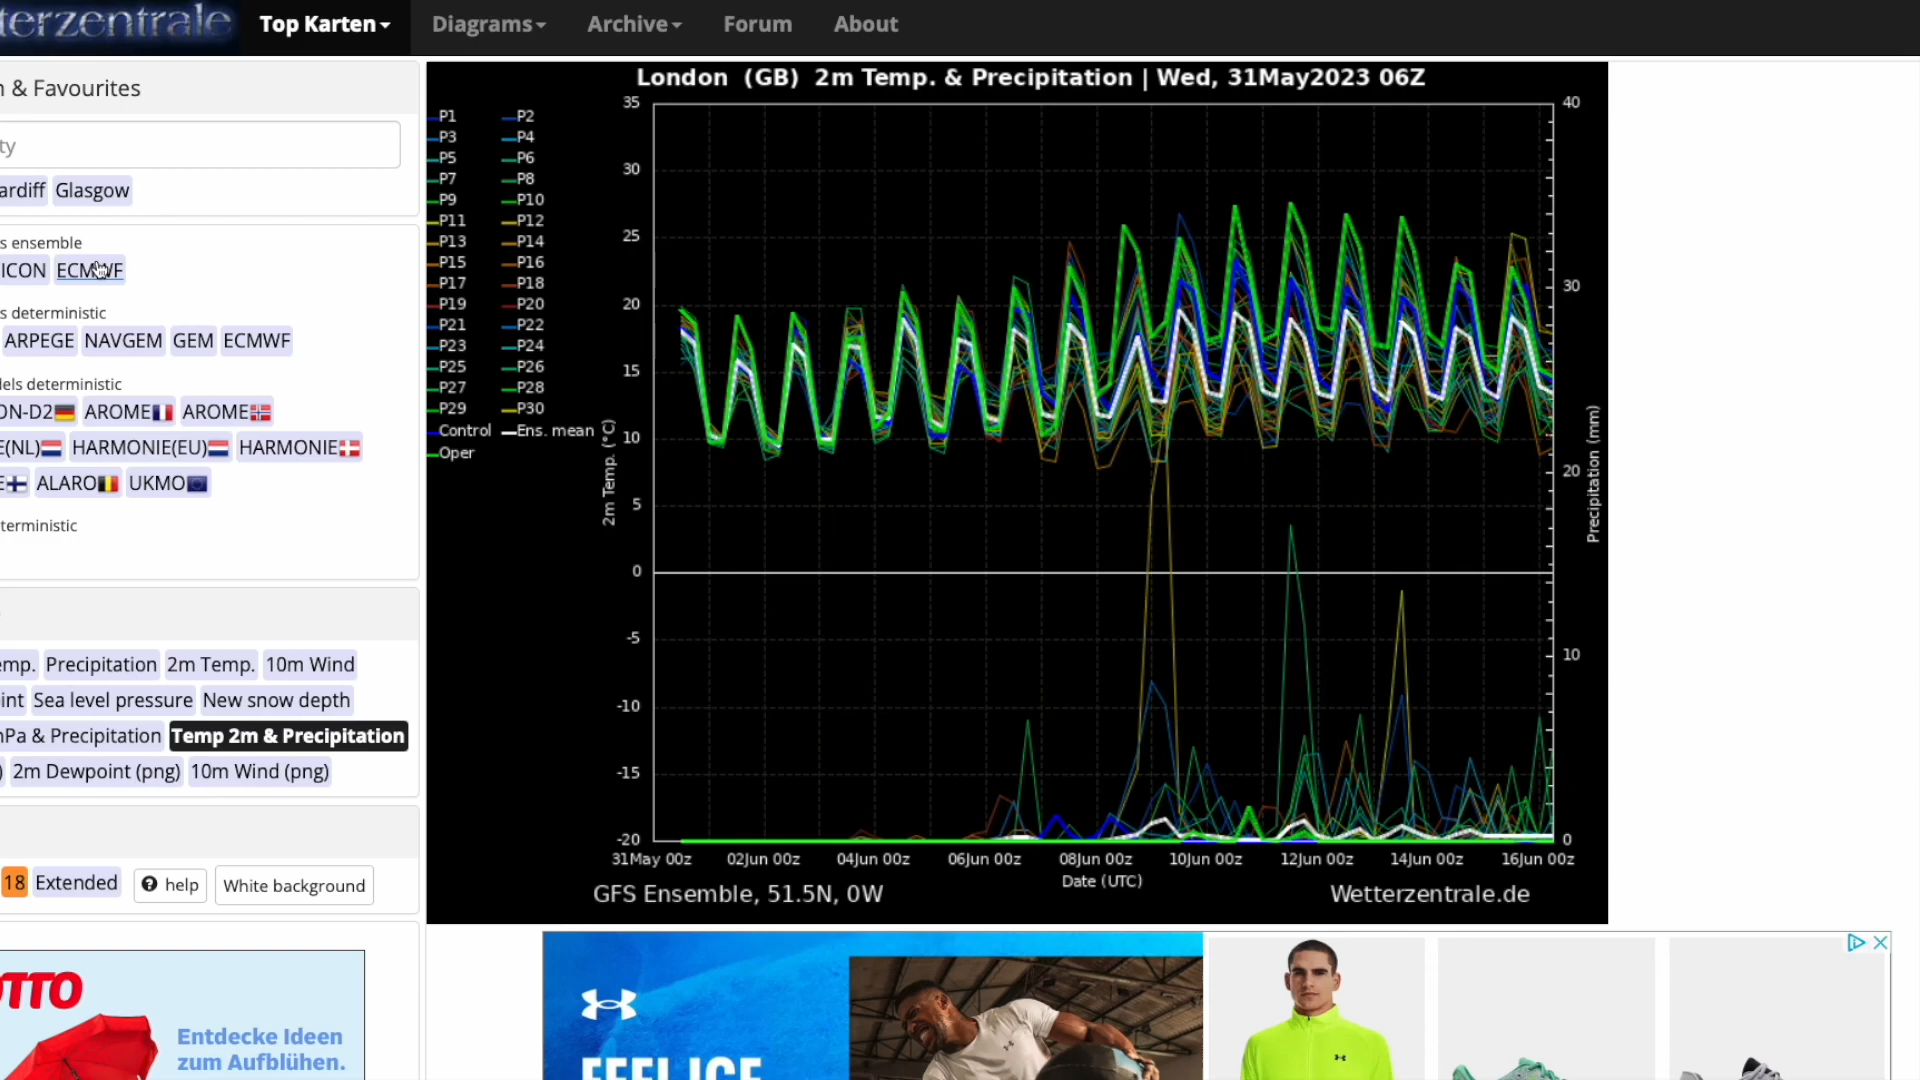 terzentrale
Top Karten
Diagrams
Archive
Forum
About
& Favourites
ty
ardiff Glasgow
s ensemble
ICON ECMWF
s deterministic
ARPEGE NAVGEM GEM ECMWF
dels deterministic
ON-D2 AROME AROME
E(NL) HARMONIE(EU) HARMONIE
E ALARO UKMO
terministic
emp. Precipitation 2m Temp. 10m Wind
int Sea level pressure New snow depth
nPa & Precipitation Temp 2m & Precipitation
) 2m Dewpoint (png) 10m Wind (png)
18 Extended help White background
OTTO
Entdecke Ideen
zum Aufblühen.
London (GB) 2m Temp. & Precipitation | Wed, 31May2023 06Z
P1 P2
P3 P4
P5 P6
P7 P8
P9 P10
P11 P12
P13 P14
P15 P16
P17 P18
P19 P20
P21 P22
P23 P24
P25 P26
P27 P28
P29 P30
Control Ens. mean
Oper
2m Temp. (°C)
35
30
25
20
15
10
5
0
-5
-10
-15
-20
40
30
20
10
0
Precipitation (mm)
31May 00z 02Jun 00z 04Jun 00z 06Jun 00z 08Jun 00z 10Jun 00z 12Jun 00z 14Jun 00z 16Jun 00z
Date (UTC)
GFS Ensemble, 51.5N, 0W
Wetterzentrale.de
FEEL ICE